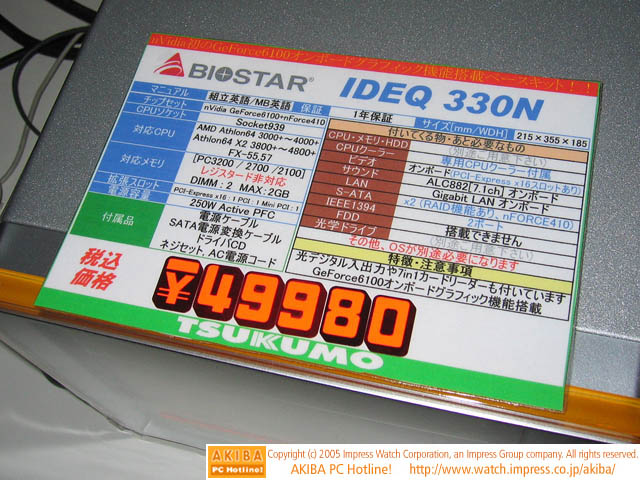 nVidia初のGeForce6100オンボードグラフィック機能搭載ベースキット!!
BIOSTAR® IDEQ 330N
マニュアル 組立英語/MB英語 保証 1年保証 サイズ[mm/WDH] 215×355×185
チップセット nVidia GeForce6100+nForce410
CPUソケット Socket939
対応CPU AMD Athlon64 3000+~4000+
Athlon64 X2 3800+~4800+
FX-55,57
対応メモリ [PC3200 / 2700 /2100]
レジスタード非対応
DIMM:2 MAX:2GB
拡張スロット PCI-Express x16:1 PCI:1 Mini PCI:1
電源容量 250W Active PFC
付属品 電源ケーブル
SATA電源変換ケーブル
ドライバCD
ネジセット, AC電源コード
付いてくる物・あと必要なもの
CPU・メモリ・HDD 別途ご用意下さい
CPUクーラー 専用CPUクーラー付属
ビデオ オンボード(PCI-Express x16スロットあり)
サウンド ALC882[7.1ch] オンボード
LAN Gigabit LAN オンボード
S-ATA x2 (RAID機能あり、nFORCE410)
IEEE1394 2ポート
FDD 搭載できません
光学ドライブ 別途ご用意下さい
その他、OSが別途必要になります
特徴・注意事項
光デジタル入出力や7in1カードリーダーも付いています
GeForce6100オンボードグラフィック機能搭載
税込
価格
¥49980
TSUKUMO
AKIBA
PC Hotline!
Copyright (c) 2005 Impress Watch Corporation, an Impress Group company. All rights reserved.
AKIBA PC Hotline! http://www.watch.impress.co.jp/akiba/